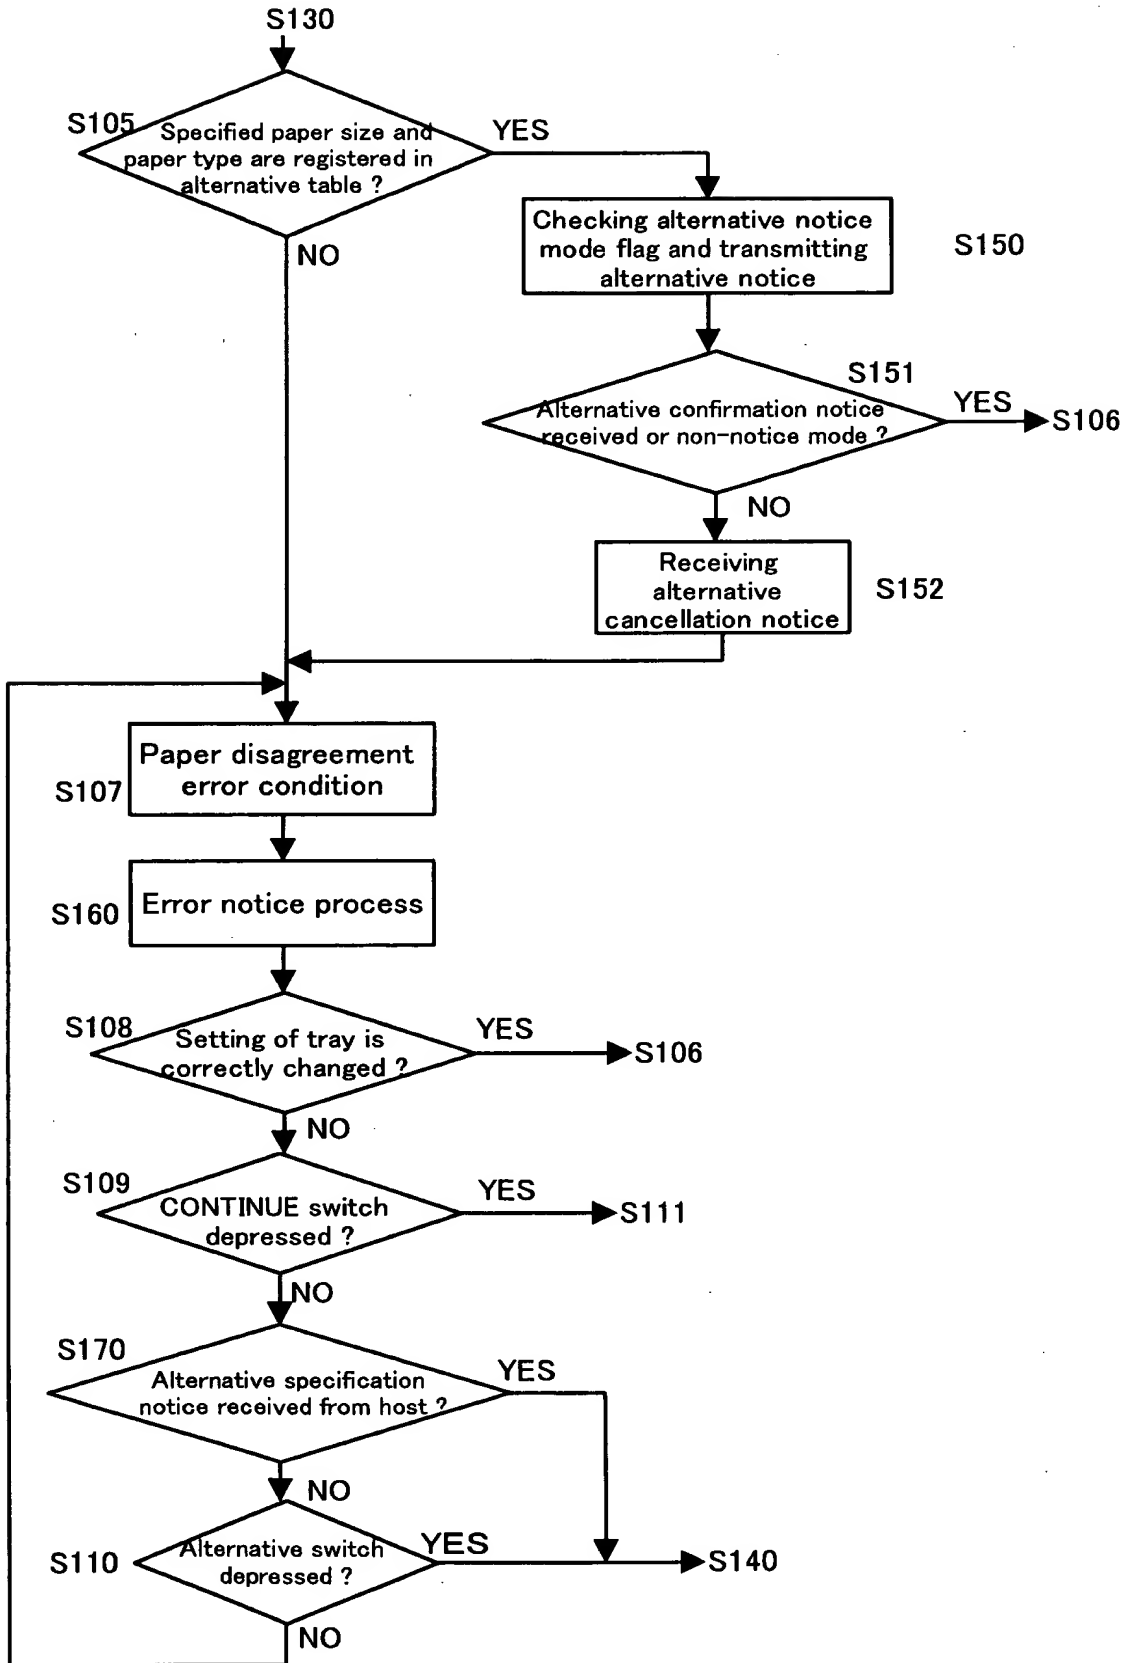 S130
S105
Specified paper size and
paper type are registered in
alternative table ?
YES
NO
Checking alternative notice
mode flag and transmitting
alternative notice
S150
S151
Alternative confirmation notice
received or non-notice mode ?
YES
S106
NO
Receiving
alternative
cancellation notice
S152
Paper disagreement
error condition
S107
Error notice process
S160
S108
Setting of tray is
correctly changed ?
YES
S106
NO
S109
CONTINUE switch
depressed ?
YES
S111
NO
S170
Alternative specification
notice received from host ?
YES
NO
S110
Alternative switch
depressed ?
YES
S140
NO